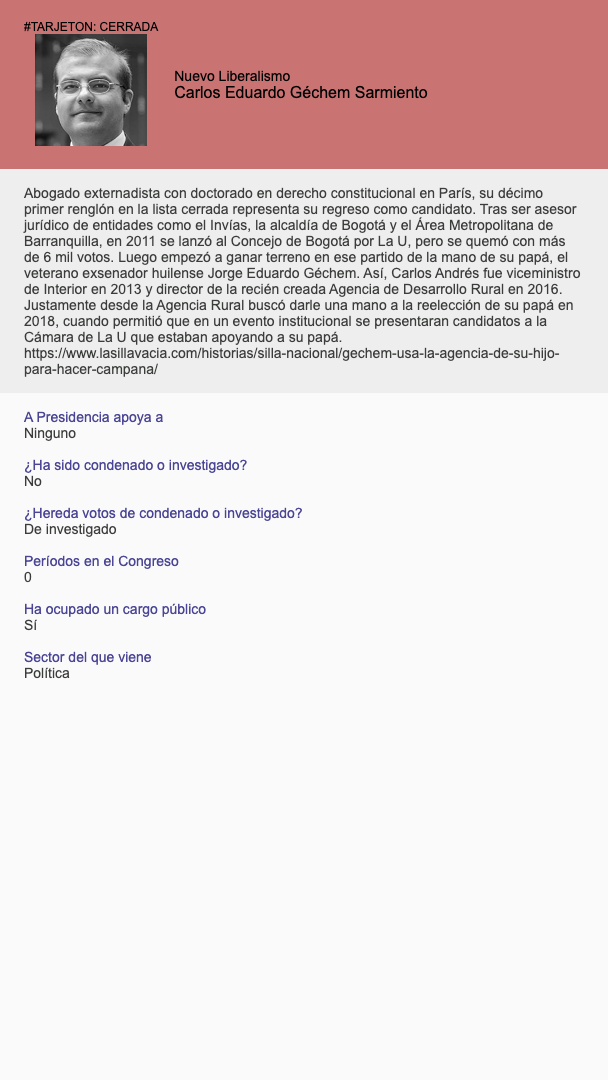 #TARJETON: CERRADA
Nuevo Liberalismo
Carlos Eduardo Géchem Sarmiento
Abogado externadista con doctorado en derecho constitucional en París, su décimo
primer renglón en la lista cerrada representa su regreso como candidato. Tras ser asesor
jurídico de entidades como el Invías, la alcaldía de Bogotá y el Área Metropolitana de
Barranquilla, en 2011 se lanzó al Concejo de Bogotá por La U, pero se quemó con más
de 6 mil votos. Luego empezó a ganar terreno en ese partido de la mano de su papá, el
veterano exsenador huilense Jorge Eduardo Géchem. Así, Carlos Andrés fue viceministro
de Interior en 2013 y director de la recién creada Agencia de Desarrollo Rural en 2016.
Justamente desde la Agencia Rural buscó darle una mano a la reelección de su papá en
2018, cuando permitió que en un evento institucional se presentaran candidatos a la
Cámara de La U que estaban apoyando a su papá.
https://www.lasillavacia.com/historias/silla-nacional/gechem-usa-la-agencia-de-su-hijo-
para-hacer-campana/
A Presidencia apoya a
Ninguno
¿Ha sido condenado o investigado?
No
¿Hereda votos de condenado o investigado?
De investigado
Períodos en el Congreso
0
Ha ocupado un cargo público
Sí
Sector del que viene
Política